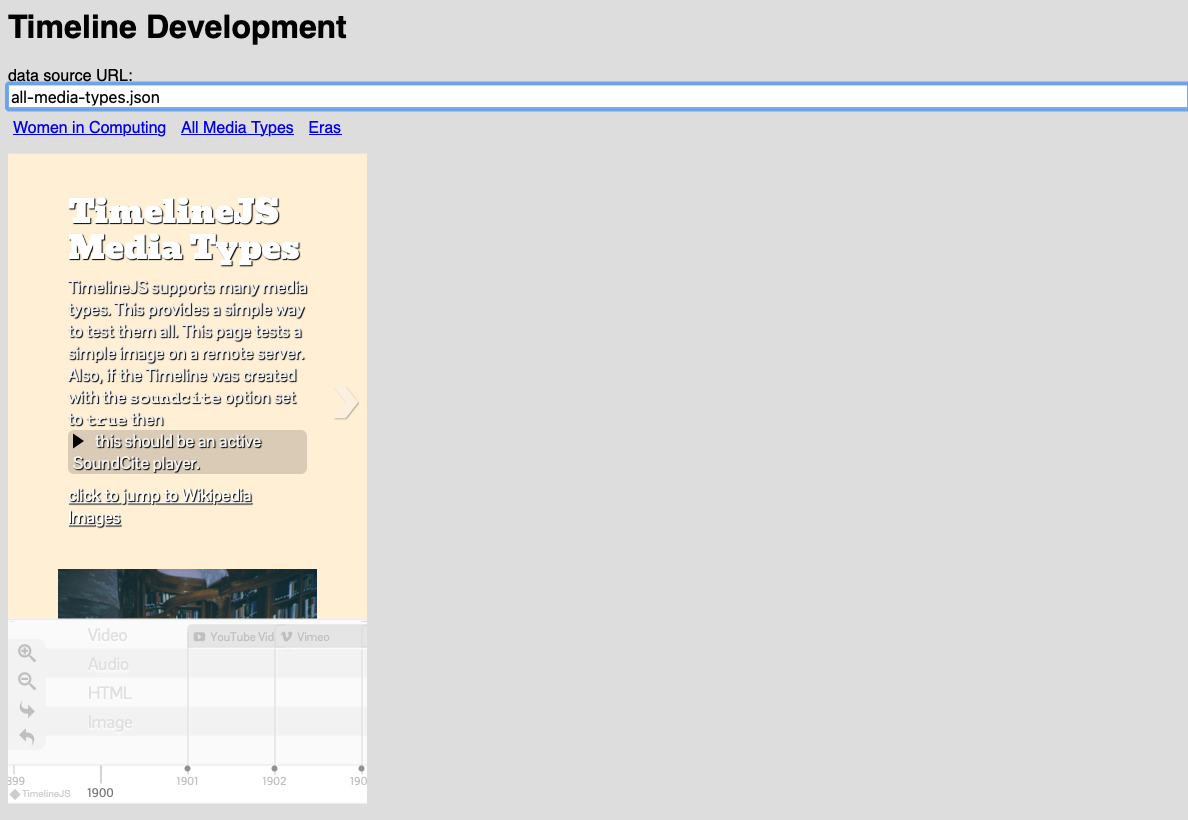 Timeline Development
data source URL:
all-media-types.json
Women in Computing All Media Types Eras
TimelineJS
Media Types
TimelineJS supports many media
types. This provides a simple way
to test them all. This page tests a
simple image on a remote server.
Also, if the Timeline was created
with the soundcite option set
to true then
this should be an active
SoundCite player.
click to jump to Wikipedia
Images
Video
YouTube Vid
Vimeo
Audio
HTML
Image
899
1900
1901
1902
190
TimelineJS